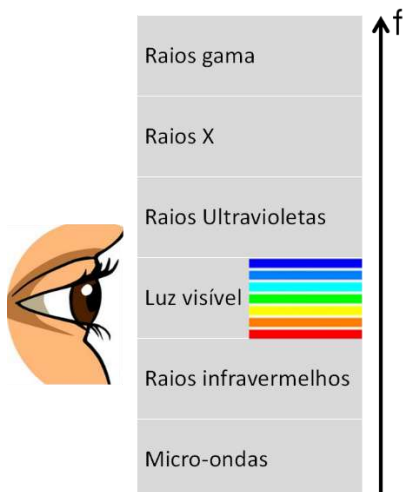 f
Raios gama
Raios X
Raios Ultravioletas
Luz visível
Raios infravermelhos
Micro-ondas